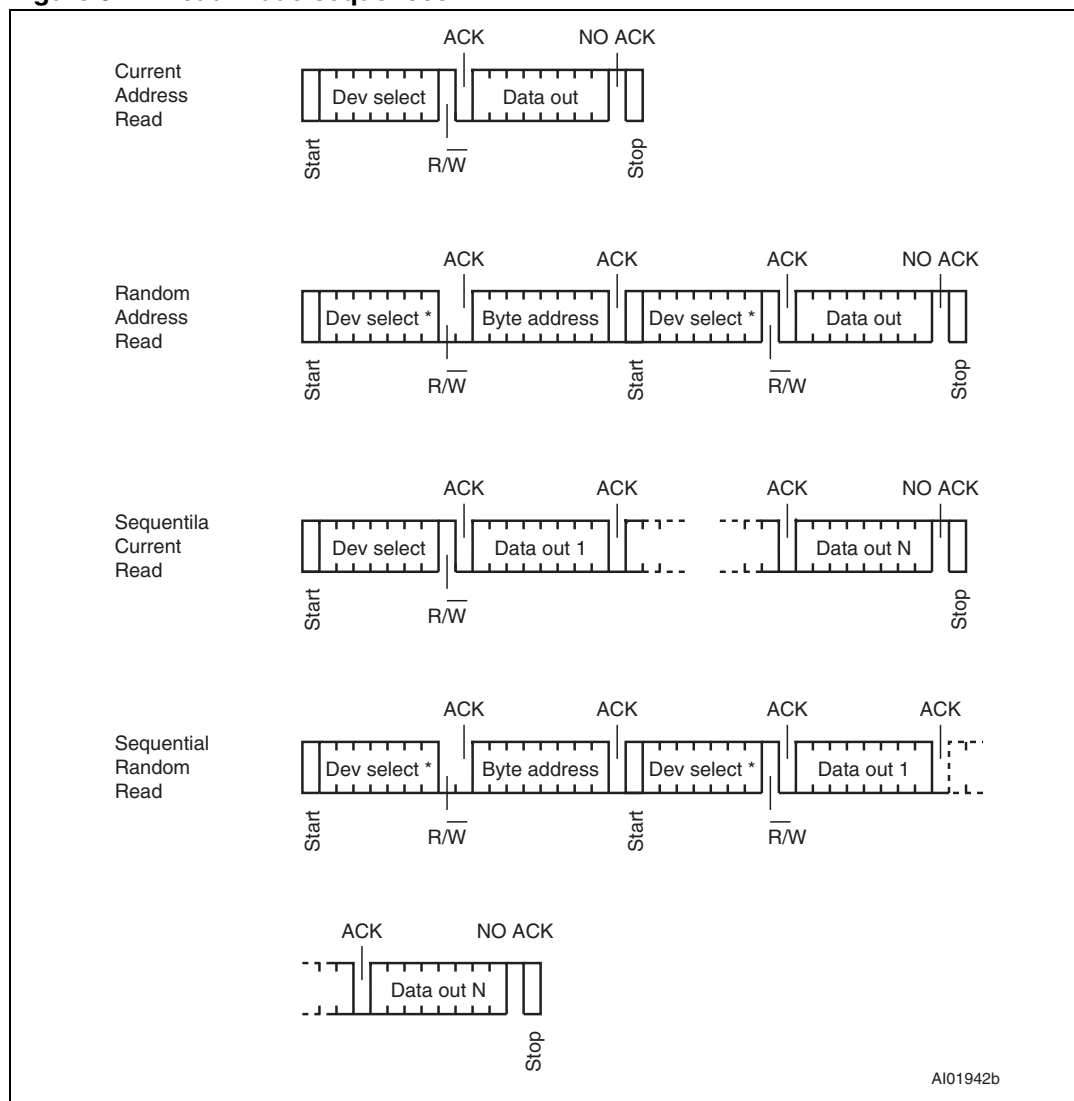 Read mode sequences
ACK NO ACK
Current
Address
Read
Dev select Data out
Start R/W̅ Stop
ACK ACK ACK NO ACK
Random
Address
Read
Dev select * Byte address Dev select * Data out
Start R/W̅ Start R̅/W Stop
ACK ACK ACK NO ACK
Sequentila
Current
Read
Dev select Data out 1 Data out N
Start R/W̅ Stop
ACK ACK ACK ACK
Sequential
Random
Read
Dev select * Byte address Dev select * Data out 1
Start R/W̅ Start R̅/W
ACK NO ACK
Data out N
Stop
AI01942b